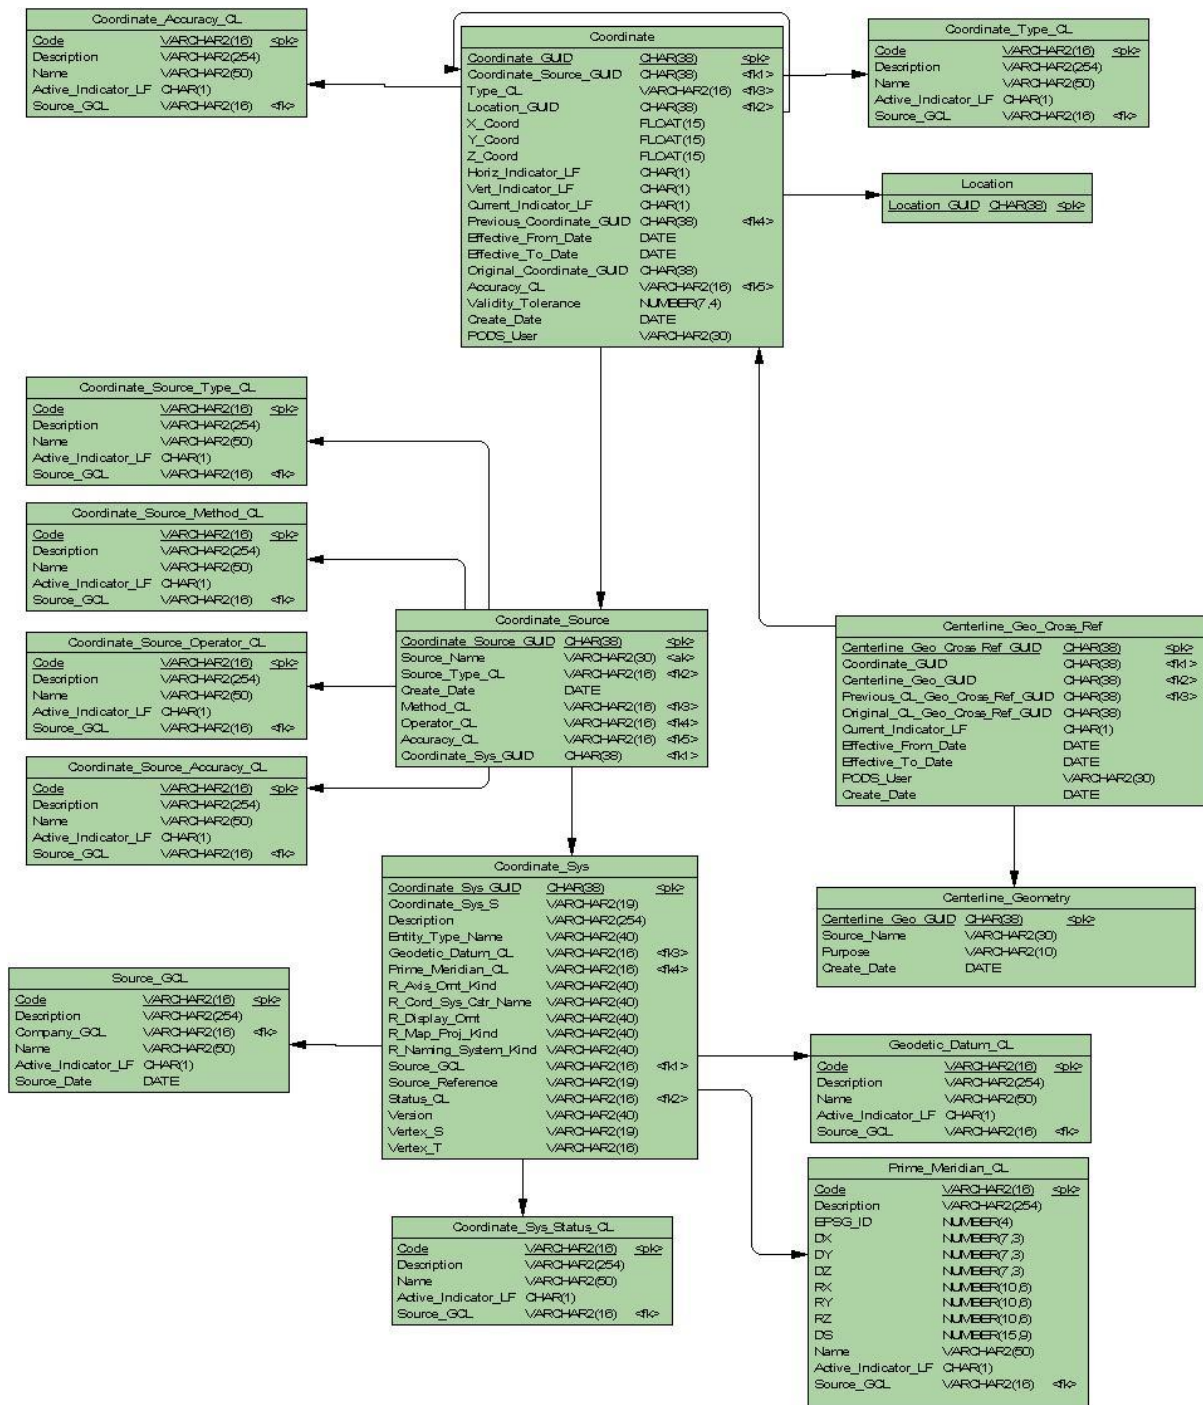 Coordinate_Accuracy_CL
Code VARCHAR2(16) <pk>
Description VARCHAR2(254)
Name VARCHAR2(50)
Active_Indicator_LF CHAR(1)
Source_GCL VARCHAR2(16) <fk>
Coordinate
Coordinate_GUID CHAR(38) <pk>
Coordinate_Source_GUID CHAR(38) <fk1>
Type_CL VARCHAR2(16) <fk3>
Location_GUID CHAR(38) <fk2>
X_Coord FLOAT(15)
Y_Coord FLOAT(15)
Z_Coord FLOAT(15)
Horiz_Indicator_LF CHAR(1)
Vert_Indicator_LF CHAR(1)
Current_Indicator_LF CHAR(1)
Previous_Coordinate_GUID CHAR(38) <fk4>
Effective_From_Date DATE
Effective_To_Date DATE
Original_Coordinate_GUID CHAR(38)
Accuracy_CL VARCHAR2(16) <fk5>
Validity_Tolerance NUMBER(7,4)
Create_Date DATE
PODS_User VARCHAR2(30)
Coordinate_Type_CL
Code VARCHAR2(16) <pk>
Description VARCHAR2(254)
Name VARCHAR2(50)
Active_Indicator_LF CHAR(1)
Source_GCL VARCHAR2(16) <fk>
Location
Location_GUID CHAR(38) <pk>
Coordinate_Source_Type_CL
Code VARCHAR2(16) <pk>
Description VARCHAR2(254)
Name VARCHAR2(50)
Active_Indicator_LF CHAR(1)
Source_GCL VARCHAR2(16) <fk>
Coordinate_Source_Method_CL
Code VARCHAR2(16) <pk>
Description VARCHAR2(254)
Name VARCHAR2(50)
Active_Indicator_LF CHAR(1)
Source_GCL VARCHAR2(16) <fk>
Coordinate_Source_Operator_CL
Code VARCHAR2(16) <pk>
Description VARCHAR2(254)
Name VARCHAR2(50)
Active_Indicator_LF CHAR(1)
Source_GCL VARCHAR2(16) <fk>
Coordinate_Source_Accuracy_CL
Code VARCHAR2(16) <pk>
Description VARCHAR2(254)
Name VARCHAR2(50)
Active_Indicator_LF CHAR(1)
Source_GCL VARCHAR2(16) <fk>
Coordinate_Source
Coordinate_Source_GUID CHAR(38) <pk>
Source_Name VARCHAR2(30) <ak>
Source_Type_CL VARCHAR2(16) <fk2>
Create_Date DATE
Method_CL VARCHAR2(16) <fk3>
Operator_CL VARCHAR2(16) <fk4>
Accuracy_CL VARCHAR2(16) <fk5>
Coordinate_Sys_GUID CHAR(38) <fk1>
Centerline_Geo_Cross_Ref
Centerline_Geo_Cross_Ref_GUID CHAR(38) <pk>
Coordinate_GUID CHAR(38) <fk1>
Centerline_Geo_GUID CHAR(38) <fk2>
Previous_CL_Geo_Cross_Ref_GUID CHAR(38) <fk3>
Original_CL_Geo_Cross_Ref_GUID CHAR(38)
Current_Indicator_LF CHAR(1)
Effective_From_Date DATE
Effective_To_Date DATE
PODS_User VARCHAR2(30)
Create_Date DATE
Centerline_Geometry
Centerline_Geo_GUID CHAR(38) <pk>
Source_Name VARCHAR2(30)
Purpose VARCHAR2(10)
Create_Date DATE
Coordinate_Sys
Coordinate_Sys_GUID CHAR(38) <pk>
Coordinate_Sys_S VARCHAR2(19)
Description VARCHAR2(254)
Entity_Type_Name VARCHAR2(40)
Geodetic_Datum_CL VARCHAR2(16) <fk3>
Prime_Meridian_CL VARCHAR2(16) <fk4>
R_Axis_Ornt_Kind VARCHAR2(40)
R_Cord_Sys_Cstr_Name VARCHAR2(40)
R_Display_Ornt VARCHAR2(40)
R_Map_Proj_Kind VARCHAR2(40)
R_Naming_System_Kind VARCHAR2(40)
Source_GCL VARCHAR2(16) <fk1>
Source_Reference VARCHAR2(19)
Status_CL VARCHAR2(16) <fk2>
Version VARCHAR2(40)
Vertex_S VARCHAR2(19)
Vertex_T VARCHAR2(16)
Source_GCL
Code VARCHAR2(16) <pk>
Description VARCHAR2(254)
Company_GCL VARCHAR2(16) <fk>
Name VARCHAR2(50)
Active_Indicator_LF CHAR(1)
Source_Date DATE
Geodetic_Datum_CL
Code VARCHAR2(16) <pk>
Description VARCHAR2(254)
Name VARCHAR2(50)
Active_Indicator_LF CHAR(1)
Source_GCL VARCHAR2(16) <fk>
Coordinate_Sys_Status_CL
Code VARCHAR2(16) <pk>
Description VARCHAR2(254)
Name VARCHAR2(50)
Active_Indicator_LF CHAR(1)
Source_GCL VARCHAR2(16) <fk>
Prime_Meridian_CL
Code VARCHAR2(16) <pk>
Description VARCHAR2(254)
EPSG_ID NUMBER(4)
DX NUMBER(7,3)
DY NUMBER(7,3)
DZ NUMBER(7,3)
RX NUMBER(10,6)
RY NUMBER(10,6)
RZ NUMBER(10,6)
DS NUMBER(15,9)
Name VARCHAR2(50)
Active_Indicator_LF CHAR(1)
Source_GCL VARCHAR2(16) <fk>